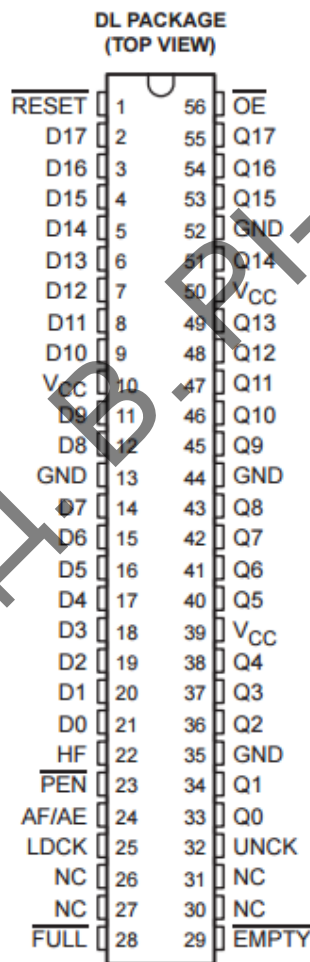 DL PACKAGE
(TOP VIEW)
RESET 1 56 OE
D17 2 55 Q17
D16 3 54 Q16
D15 4 53 Q15
D14 5 52 GND
D13 6 51 Q14
D12 7 50 VCC
D11 8 49 Q13
D10 9 48 Q12
VCC 10 47 Q11
D9 11 46 Q10
D8 12 45 Q9
GND 13 44 GND
D7 14 43 Q8
D6 15 42 Q7
D5 16 41 Q6
D4 17 40 Q5
D3 18 39 VCC
D2 19 38 Q4
D1 20 37 Q3
D0 21 36 Q2
HF 22 35 GND
PEN 23 34 Q1
AF/AE 24 33 Q0
LDCK 25 32 UNCK
NC 26 31 NC
NC 27 30 NC
FULL 28 29 EMPTY